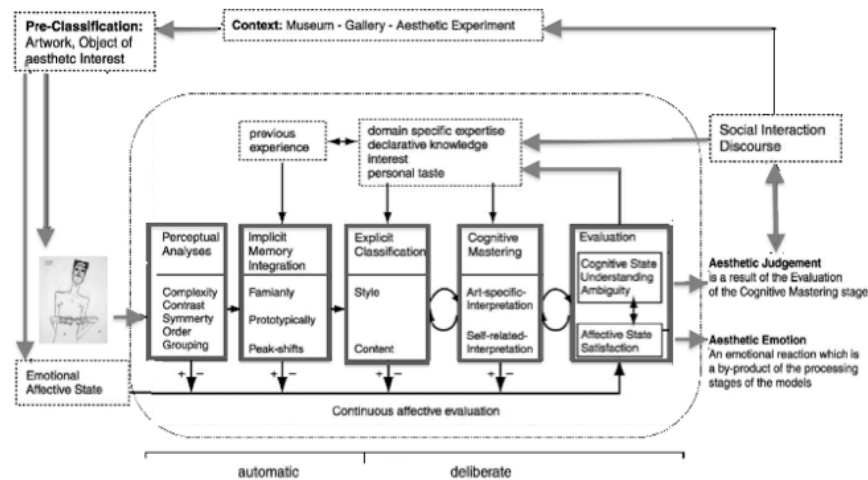 Pre-Classification:
Artwork, Object of
aesthetc Interest
Context: Museum - Gallery - Aesthetic Experiment
previous
experience
domain specific expertise
declarative knowledge
interest
personal taste
Social Interaction
Discourse
Perceptual
Analyses
Complexity
Contrast
Symmerty
Order
Grouping
Implicit
Memory
Integration
Famianly
Prototypically
Peak-shifts
Explicit
Classification
Style
Content
Cognitive
Mastering
Art-specific-
Interpretation
Self-related-
Interpretation
Evaluation
Cognitive State
Understanding
Ambiguity
Affective State
Satisfaction
Aesthetic Judgement
is a result of the Evaluation
of the Cognitive Mastering stage
Aesthetic Emotion
An emotional reaction which is
a by-product of the processing
stages of the models
Emotional
Affective State
+ − + − + − + −
Continuous affective evaluation
automatic deliberate